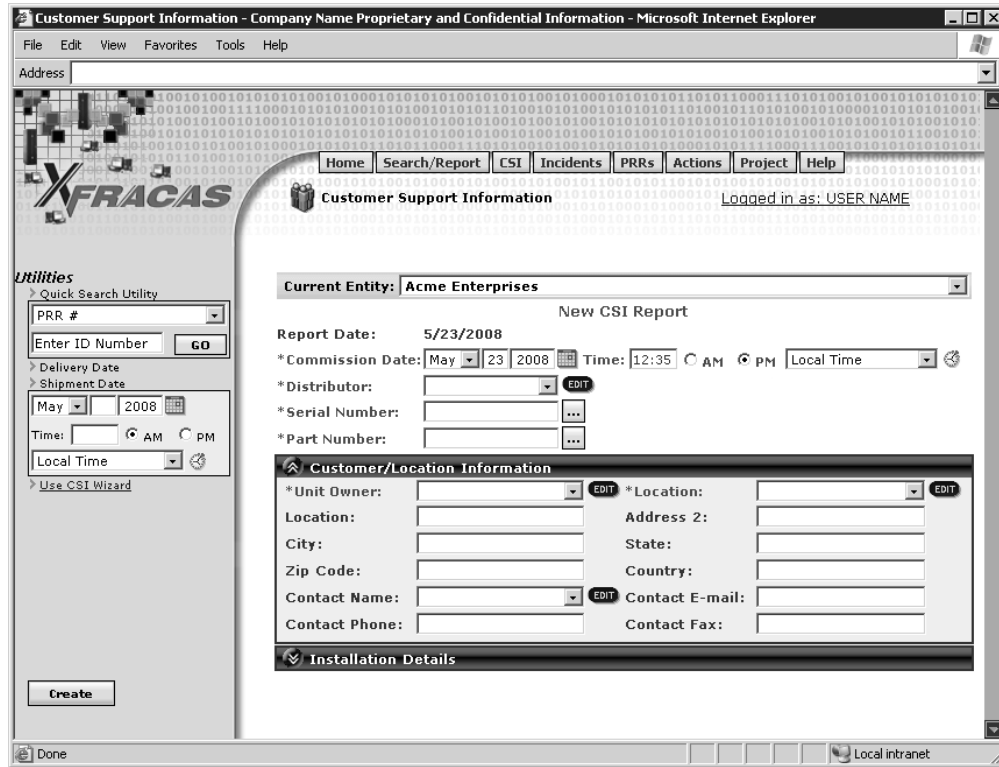 Customer Support Information - Company Name Proprietary and Confidential Information - Microsoft Internet Explorer
File Edit View Favorites Tools Help
Address
Home Search/Report CSI Incidents PRRs Actions Project Help
XFRACAS
Customer Support Information Logged in as: USER NAME
Utilities
Quick Search Utility
PRR #
Enter ID Number GO
Delivery Date
Shipment Date
May 2008
Time: AM PM
Local Time
Use CSI Wizard
Create
Current Entity: Acme Enterprises
New CSI Report
Report Date: 5/23/2008
*Commission Date: May 23 2008 Time: 12:35 AM PM Local Time
*Distributor: EDIT
*Serial Number: ...
*Part Number: ...
Customer/Location Information
*Unit Owner: EDIT *Location: EDIT
Location: Address 2:
City: State:
Zip Code: Country:
Contact Name: EDIT Contact E-mail:
Contact Phone: Contact Fax:
Installation Details
Done Local intranet